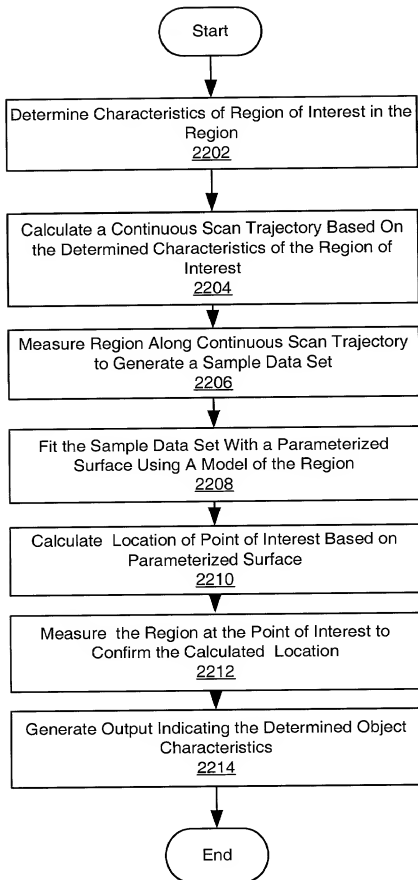 Start
Determine Characteristics of Region of Interest in the
Region
2202
Calculate a Continuous Scan Trajectory Based On
the Determined Characteristics of the Region of
Interest
2204
Measure Region Along Continuous Scan Trajectory
to Generate a Sample Data Set
2206
Fit the Sample Data Set With a Parameterized
Surface Using A Model of the Region
2208
Calculate Location of Point of Interest Based on
Parameterized Surface
2210
Measure the Region at the Point of Interest to
Confirm the Calculated Location
2212
Generate Output Indicating the Determined Object
Characteristics
2214
End